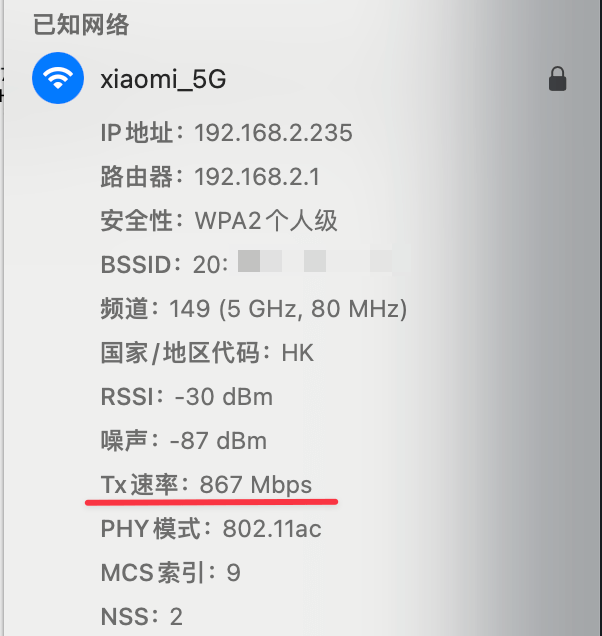 已知网络
xiaomi_5G
IP地址：192.168.2.235
路由器：192.168.2.1
安全性：WPA2个人级
BSSID：20:
频道：149 (5 GHz, 80 MHz)
国家/地区代码：HK
RSSI：-30 dBm
噪声：-87 dBm
Tx速率：867 Mbps
PHY模式：802.11ac
MCS索引：9
NSS：2